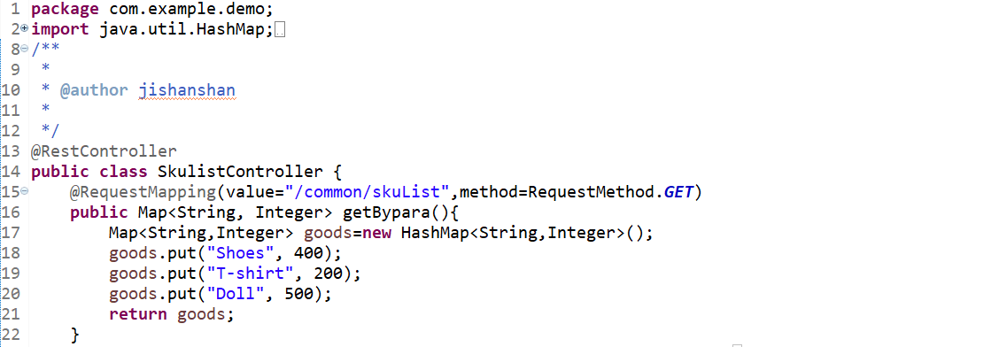 1 package com.example.demo;
2 import java.util.HashMap;
8 /**
9 *
10 * @author jishanshan
11 *
12 */
13 @RestController
14 public class SkulistController {
15 @RequestMapping(value="/common/skuList",method=RequestMethod.GET)
16 public Map<String, Integer> getBypara(){
17 Map<String,Integer> goods=new HashMap<String,Integer>();
18 goods.put("Shoes", 400);
19 goods.put("T-shirt", 200);
20 goods.put("Doll", 500);
21 return goods;
22 }